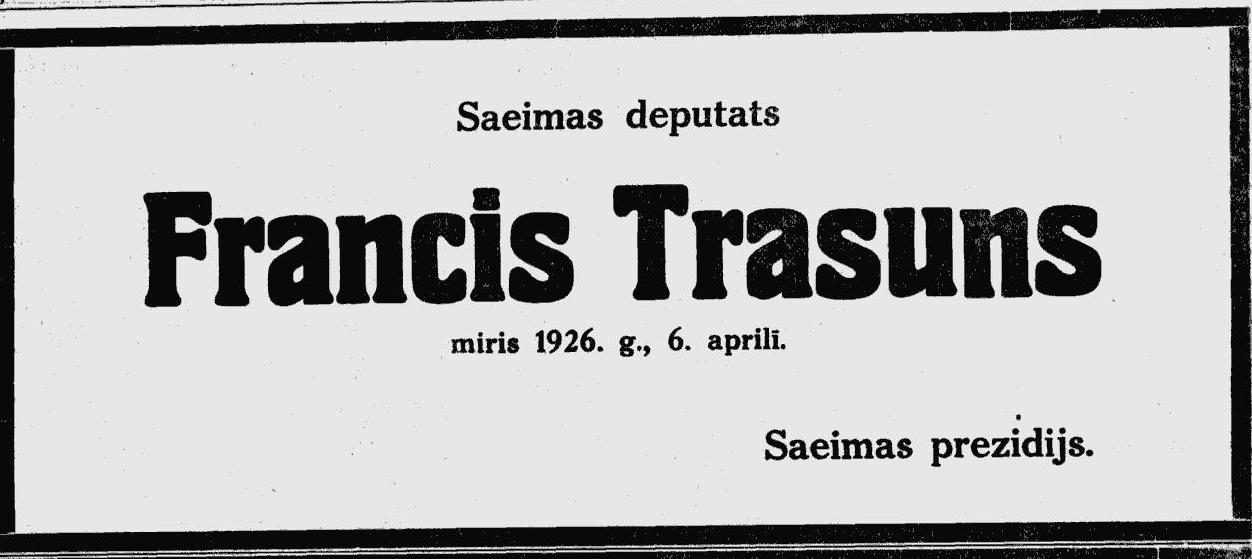 Saeimas deputats
Francis Trasuns
miris 1926. g., 6. aprilī.
Saeimas prezidijs.